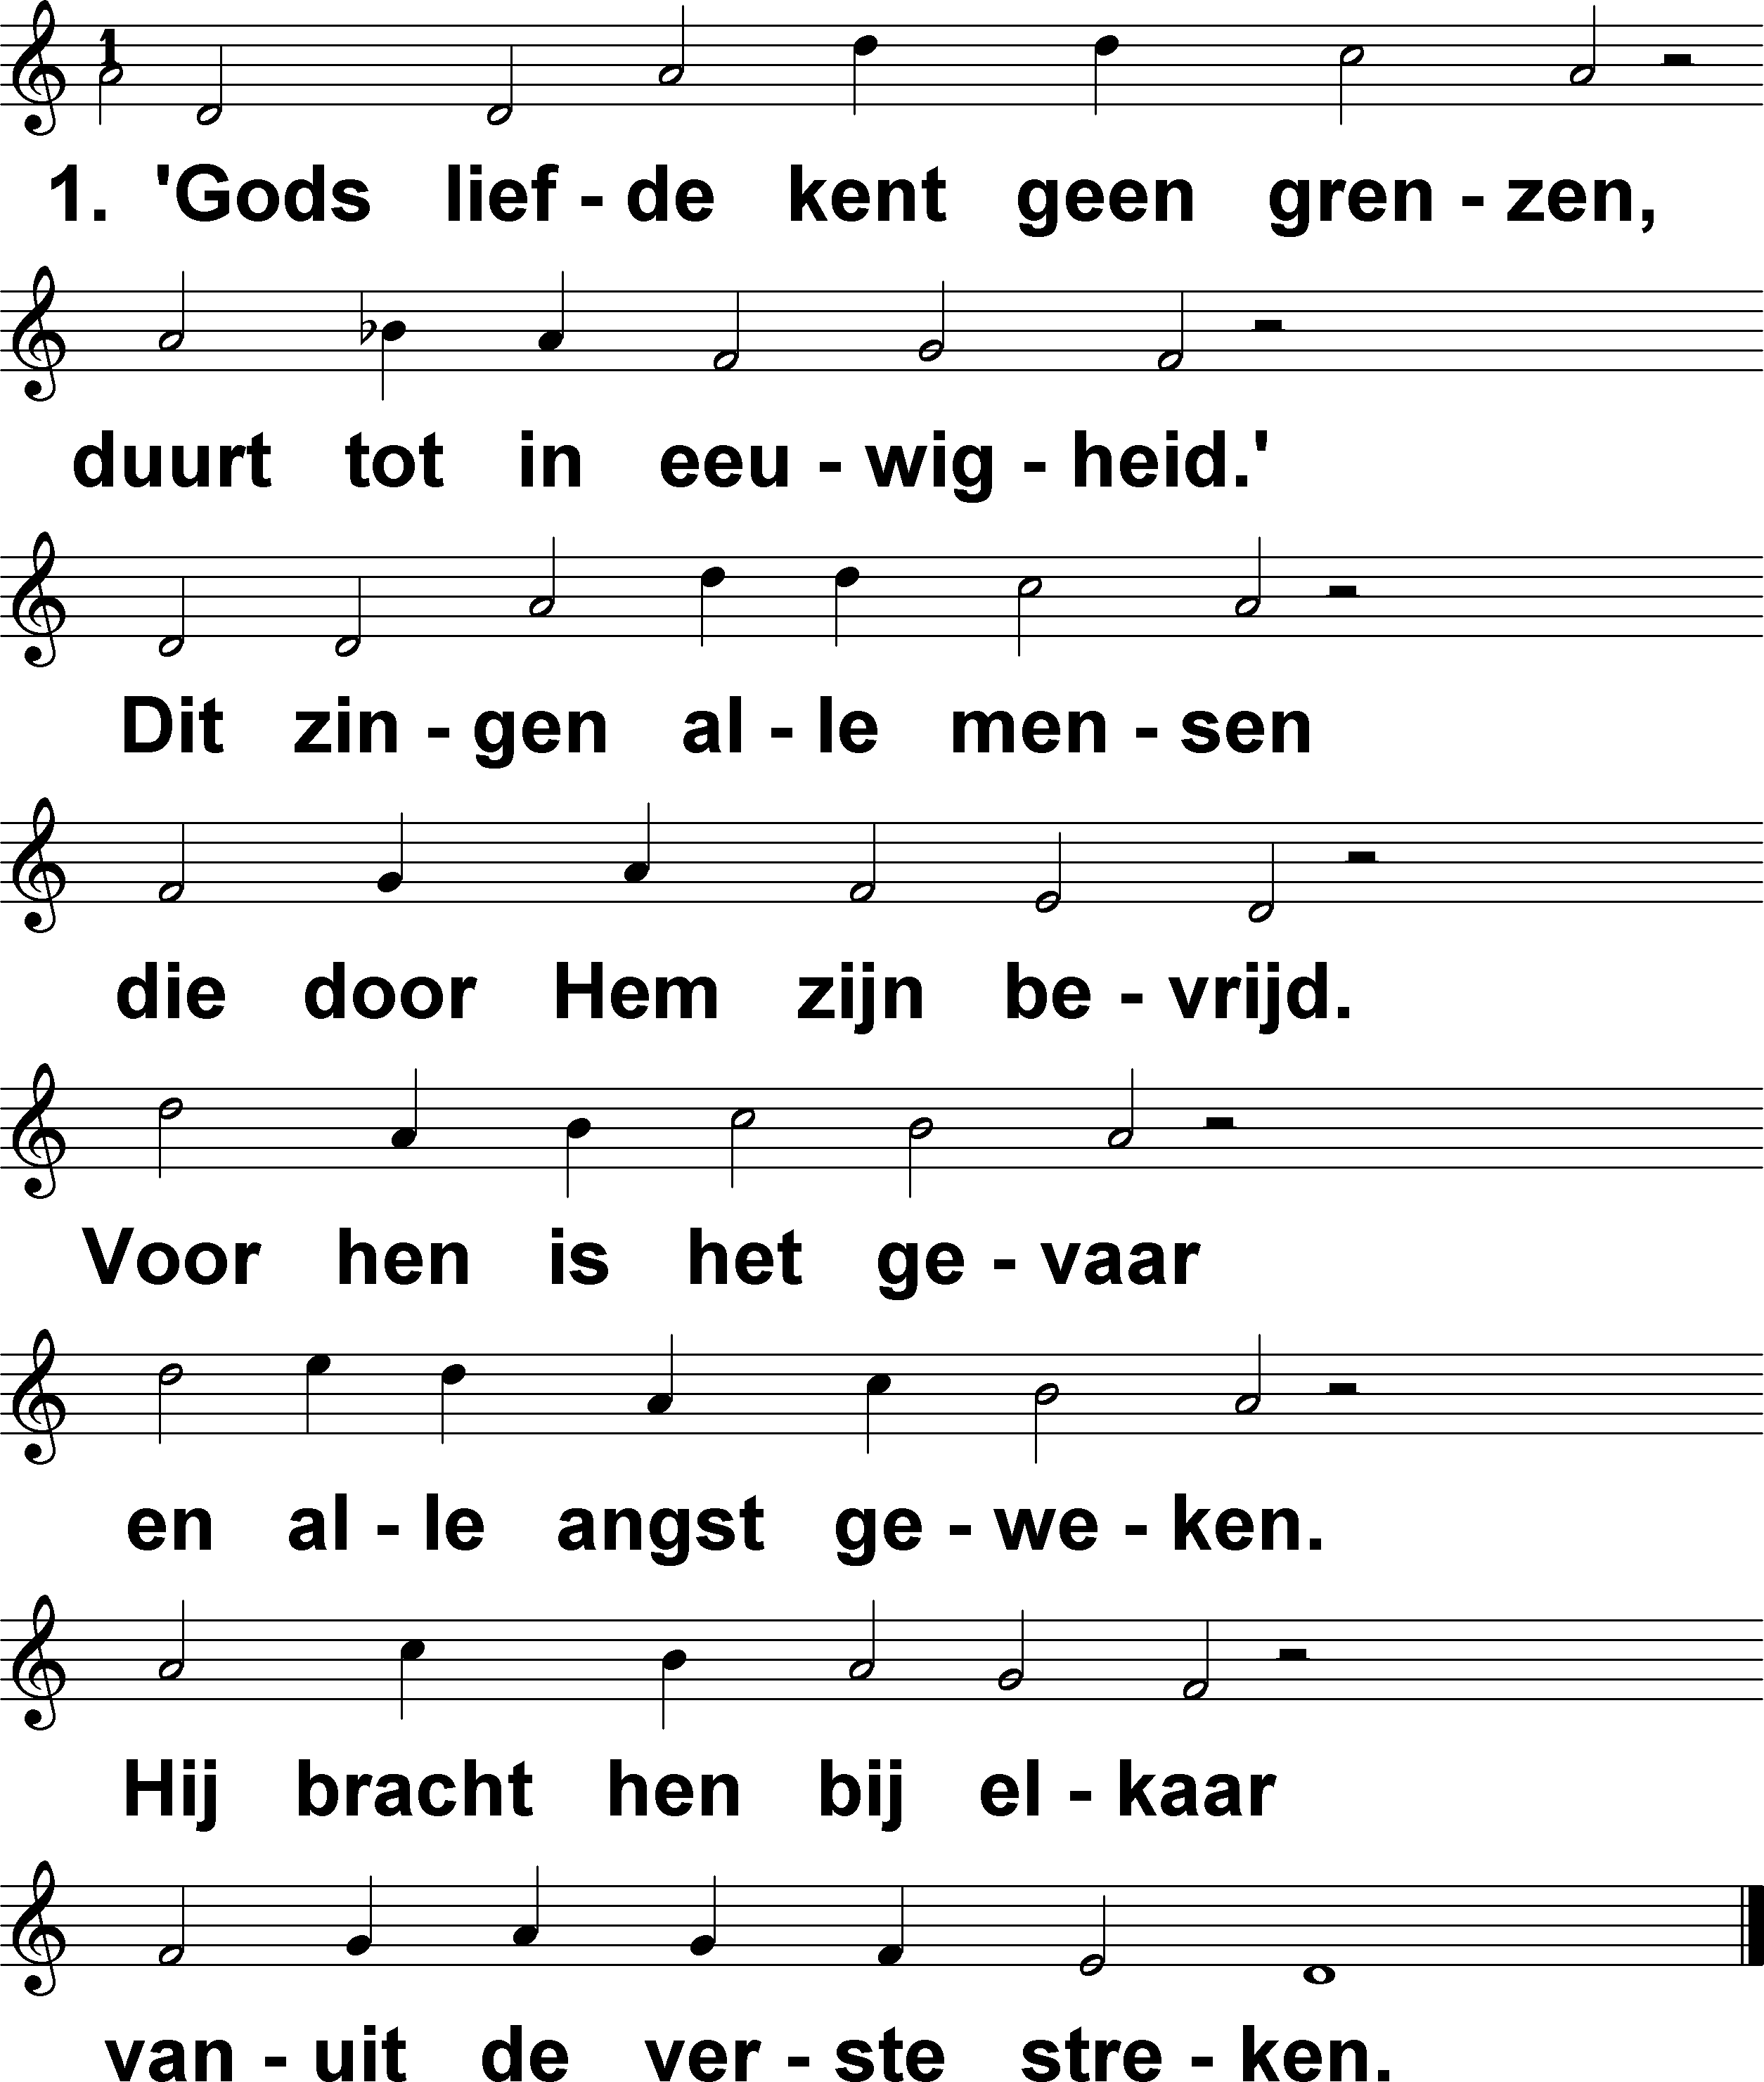 1
1. 'Gods lief - de kent geen gren - zen,
duurt tot in eeu - wig - heid.'
Dit zin - gen al - le men - sen
die door Hem zijn be - vrijd.
Voor hen is het ge - vaar
en al - le angst ge - we - ken.
Hij bracht hen bij el - kaar
van - uit de ver - ste stre - ken.